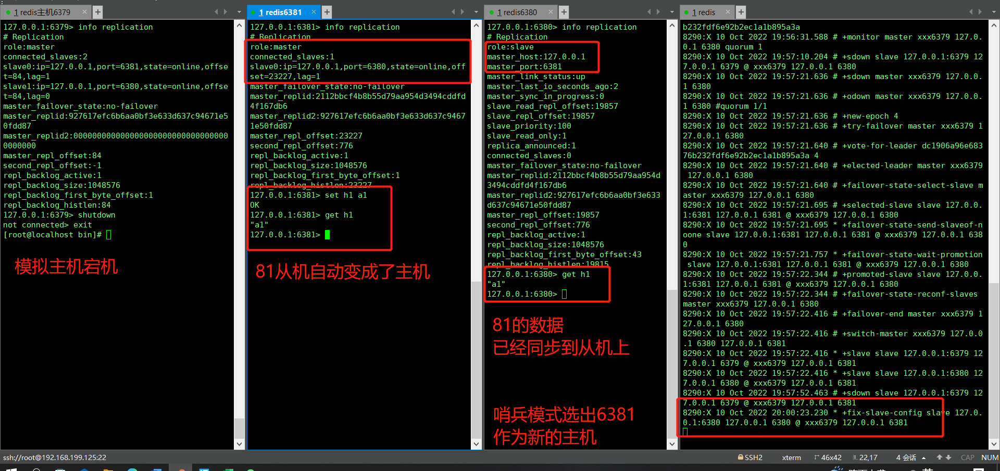 1 redis主机6379
1 redis6381
1 redis6380
1 redis
127.0.0.1:6379> info replication
# Replication
role:master
connected_slaves:2
slave0:ip=127.0.0.1,port=6381,state=online,offse
t=84,lag=1
slave1:ip=127.0.0.1,port=6380,state=online,offse
t=84,lag=0
master_failover_state:no-failover
master_replid:927617efc6b6aa0bf3e633d637c94671e5
0fdd87
master_replid2:000000000000000000000000000000000
0000000
master_repl_offset:84
second_repl_offset:-1
repl_backlog_active:1
repl_backlog_size:1048576
repl_backlog_first_byte_offset:1
repl_backlog_histlen:84
127.0.0.1:6379> shutdown
not connected> exit
[root@localhost bin]#
模拟主机宕机
127.0.0.1:6381> info replication
# Replication
role:master
connected_slaves:1
slave0:ip=127.0.0.1,port=6380,state=online,off
set=23227,lag=1
master_failover_state:no-failover
master_replid:2112bbcf4b8b55d79aa954d3494cddfd
4f167db6
master_replid2:927617efc6b6aa0bf3e633d637c9467
1e50fdd87
master_repl_offset:23227
second_repl_offset:776
repl_backlog_active:1
repl_backlog_size:1048576
repl_backlog_first_byte_offset:1
repl_backlog_histlen:23227
127.0.0.1:6381> set h1 a1
OK
127.0.0.1:6381> get h1
"a1"
127.0.0.1:6381>
81从机自动变成了主机
127.0.0.1:6380> info replication
# Replication
role:slave
master_host:127.0.0.1
master_port:6381
master_link_status:up
master_last_io_seconds_ago:2
master_sync_in_progress:0
slave_read_repl_offset:19857
slave_repl_offset:19857
slave_priority:100
slave_read_only:1
replica_announced:1
connected_slaves:0
master_failover_state:no-failover
master_replid:2112bbcf4b8b55d79aa954d
3494cddfd4f167db6
master_replid2:927617efc6b6aa0bf3e633
d637c94671e50fdd87
master_repl_offset:19857
second_repl_offset:776
repl_backlog_active:1
repl_backlog_size:1048576
repl_backlog_first_byte_offset:43
repl_backlog_histlen:19815
127.0.0.1:6380> get h1
"a1"
127.0.0.1:6380>
81的数据
已经同步到从机上
哨兵模式选出6381
作为新的主机
b232fdf6e92b2ec1a1b895a3a
8290:X 10 Oct 2022 19:56:31.588 # +monitor master xxx6379 127.0.
0.1 6380 quorum 1
8290:X 10 Oct 2022 19:57:10.204 # +sdown slave 127.0.0.1:6379 12
7.0.0.1 6379 @ xxx6379 127.0.0.1 6380
8290:X 10 Oct 2022 19:57:21.636 # +sdown master xxx6379 127.0.0.
1 6380
8290:X 10 Oct 2022 19:57:21.636 # +odown master xxx6379 127.0.0.
1 6380 #quorum 1/1
8290:X 10 Oct 2022 19:57:21.636 # +new-epoch 4
8290:X 10 Oct 2022 19:57:21.636 # +try-failover master xxx6379 1
27.0.0.1 6380
8290:X 10 Oct 2022 19:57:21.640 # +vote-for-leader dc1906a96e683
76b232fdf6e92b2ec1a1b895a3a 4
8290:X 10 Oct 2022 19:57:21.640 # +elected-leader master xxx6379
127.0.0.1 6380
8290:X 10 Oct 2022 19:57:21.640 # +failover-state-select-slave m
aster xxx6379 127.0.0.1 6380
8290:X 10 Oct 2022 19:57:21.695 # +selected-slave slave 127.0.0.
1:6381 127.0.0.1 6381 @ xxx6379 127.0.0.1 6380
8290:X 10 Oct 2022 19:57:21.695 * +failover-state-send-slaveof-n
oone slave 127.0.0.1:6381 127.0.0.1 6381 @ xxx6379 127.0.0.1 638
0
8290:X 10 Oct 2022 19:57:21.757 * +failover-state-wait-promotion
slave 127.0.0.1:6381 127.0.0.1 6381 @ xxx6379 127.0.0.1 6380
8290:X 10 Oct 2022 19:57:22.344 # +promoted-slave slave 127.0.0.
1:6381 127.0.0.1 6381 @ xxx6379 127.0.0.1 6380
8290:X 10 Oct 2022 19:57:22.344 # +failover-state-reconf-slaves
master xxx6379 127.0.0.1 6380
8290:X 10 Oct 2022 19:57:22.416 # +failover-end master xxx6379 1
27.0.0.1 6380
8290:X 10 Oct 2022 19:57:22.416 # +switch-master xxx6379 127.0.0
.1 6380 127.0.0.1 6381
8290:X 10 Oct 2022 19:57:22.416 * +slave slave 127.0.0.1:6379 12
7.0.0.1 6379 @ xxx6379 127.0.0.1 6381
8290:X 10 Oct 2022 19:57:22.416 * +slave slave 127.0.0.1:6380 12
7.0.0.1 6380 @ xxx6379 127.0.0.1 6381
8290:X 10 Oct 2022 19:57:52.463 # +sdown slave 127.0.0.1:6379 12
7.0.0.1 6379 @ xxx6379 127.0.0.1 6381
8290:X 10 Oct 2022 20:00:23.230 * +fix-slave-config slave 127.0.
0.1:6380 127.0.0.1 6380 @ xxx6379 127.0.0.1 6381
ssh://root@192.168.199.125:22
SSH2
xterm
46x42
22,17
4 会话
CAP
NUM